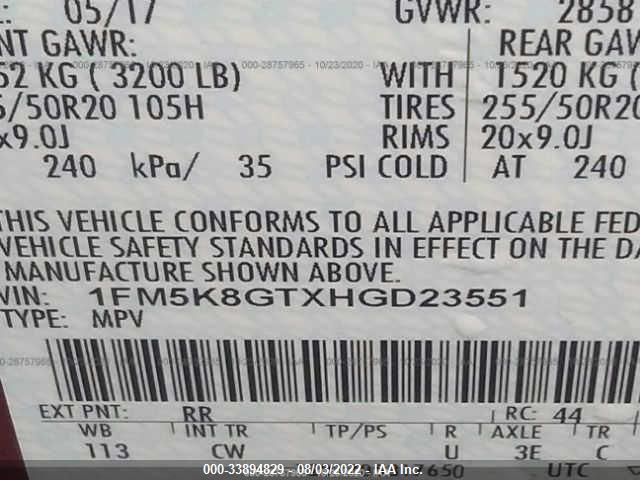 05/17 GVWR: 2858
NT GAWR: REAR GAW
52 KG ( 3200 LB) WITH 1520 KG (
/50R20 105H TIRES 255/50R20
x9.0J RIMS 20x9.0J
240 kPa/ 35 PSI COLD AT 240
THIS VEHICLE CONFORMS TO ALL APPLICABLE FED
VEHICLE SAFETY STANDARDS IN EFFECT ON THE DA
MANUFACTURE SHOWN ABOVE.
VIN: 1FM5K8GTXHGD23551
TYPE: MPV
EXT PNT: RR RC: 44
WB INT TR TP/PS R AXLE TR
113 CW U 3E C
000-33894829 - 08/03/2022 - IAA Inc.
UTC